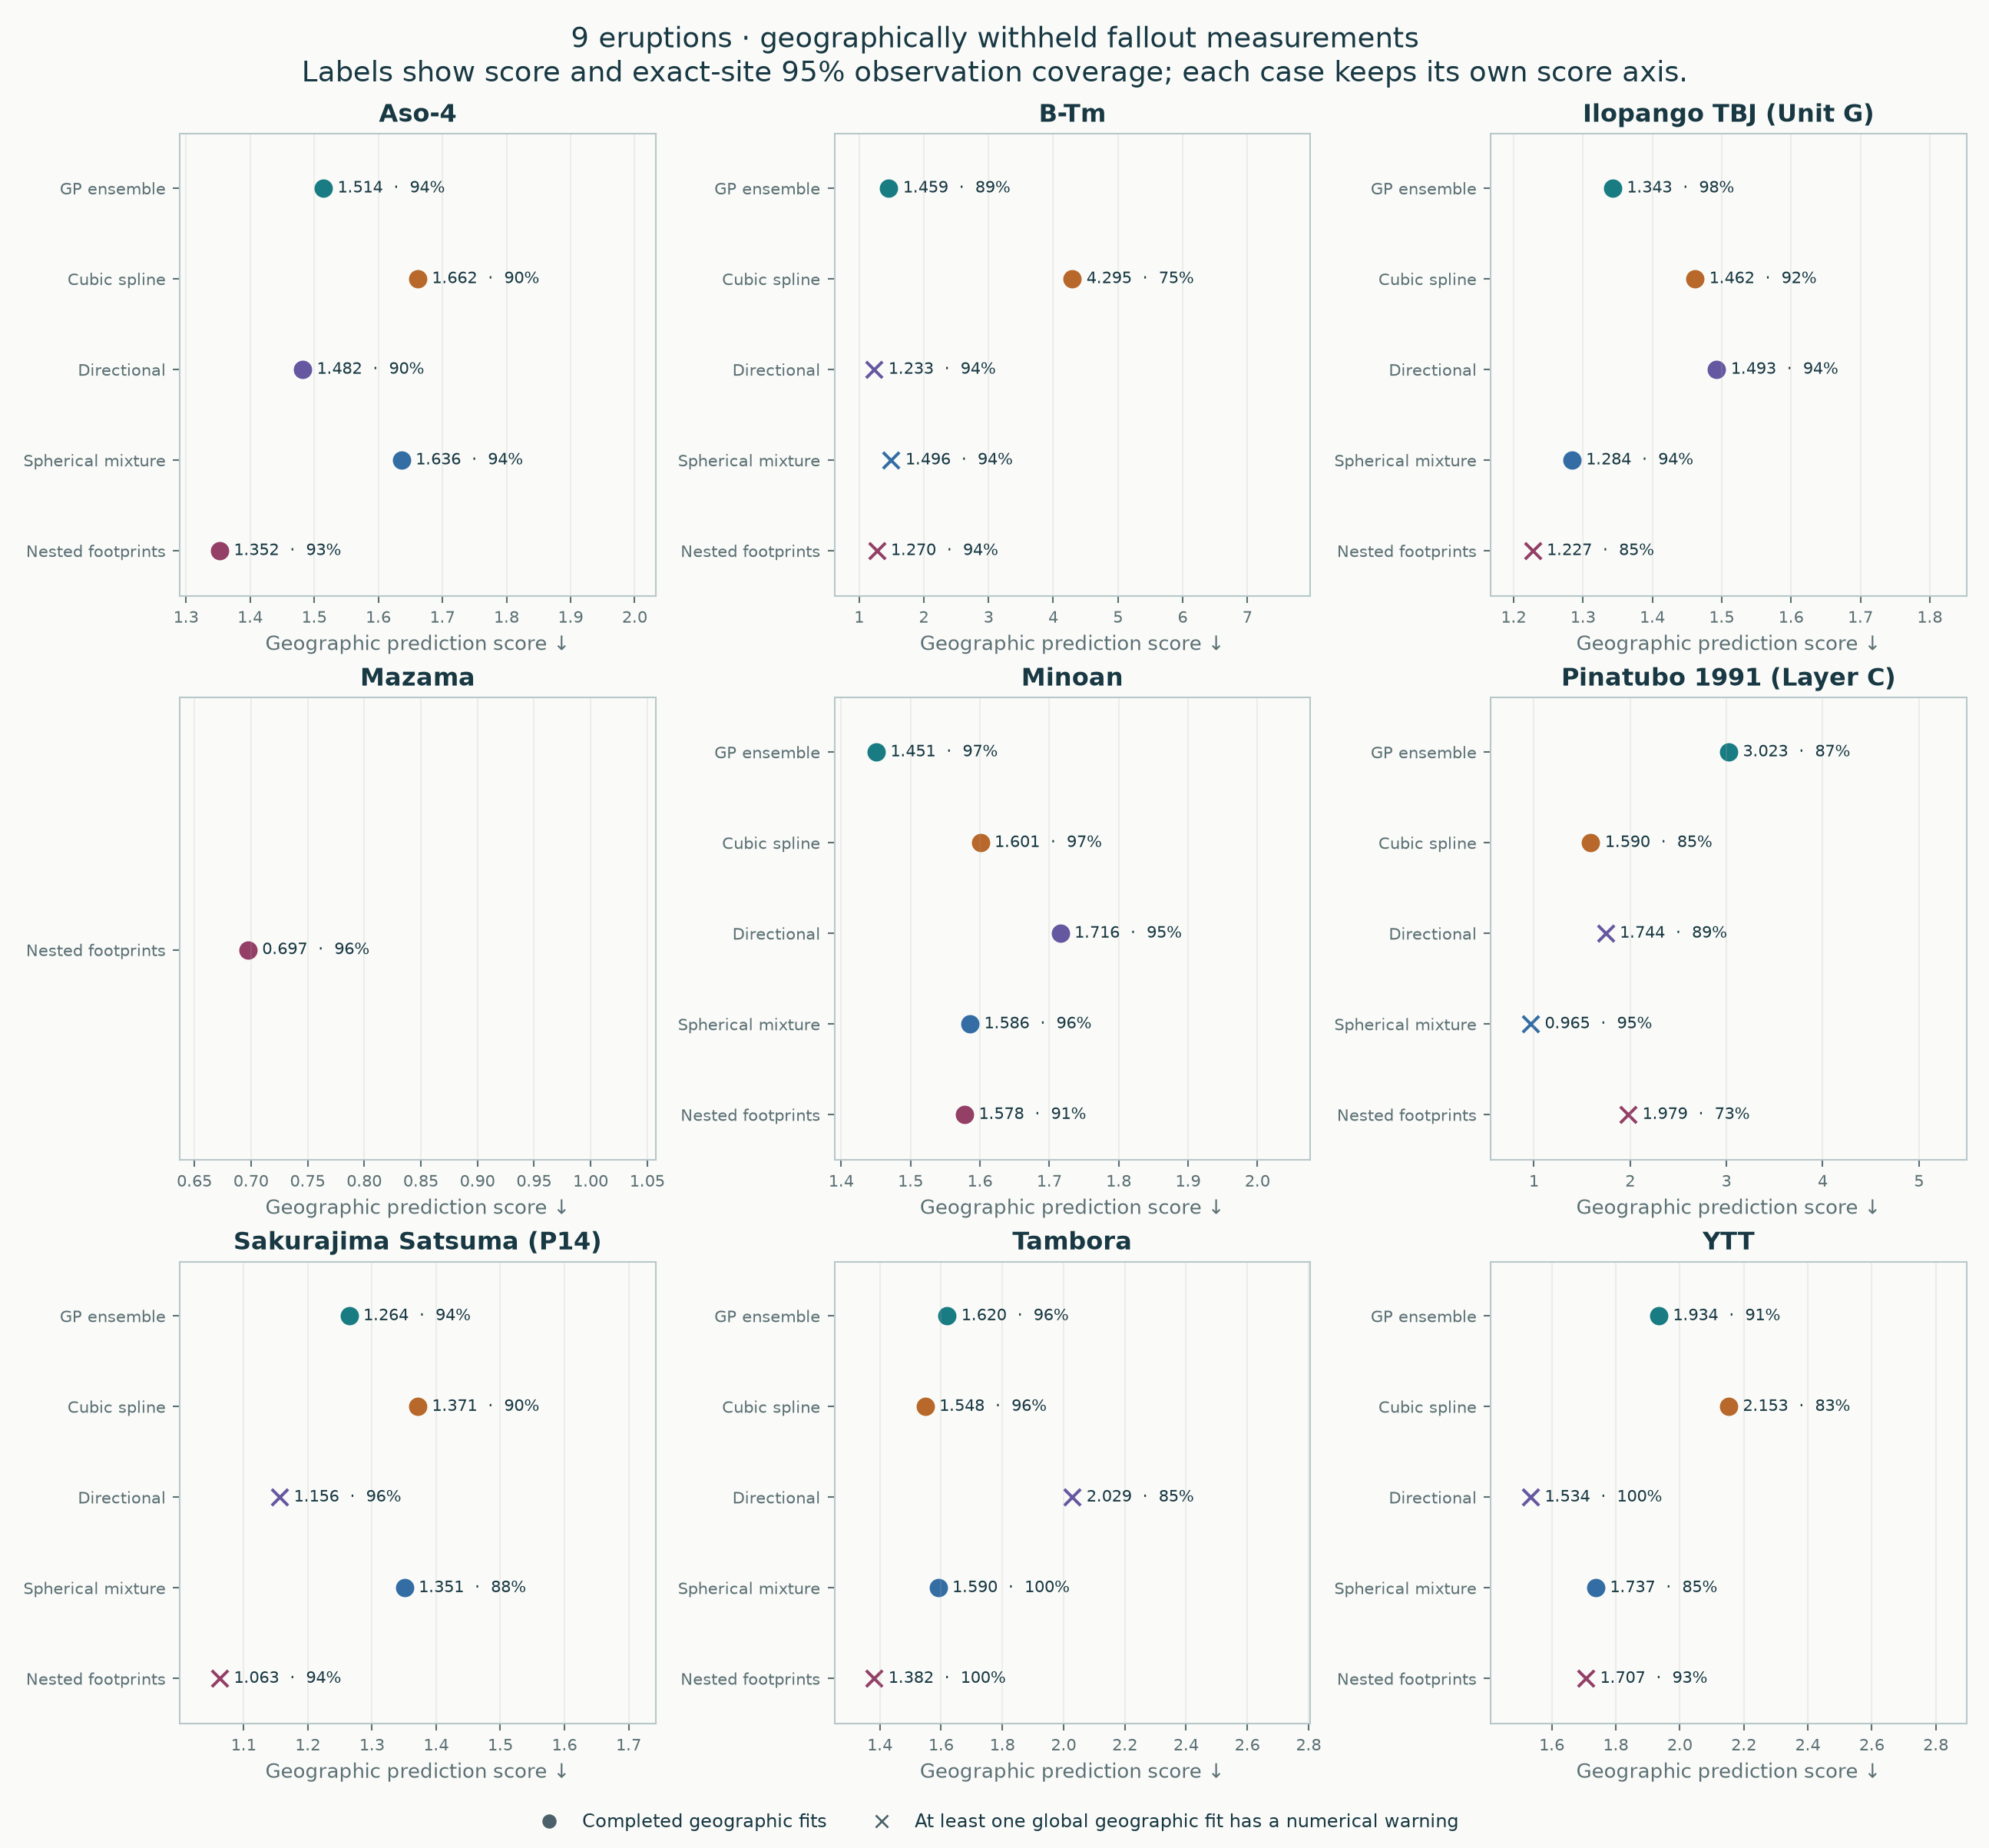 9 eruptions · geographically withheld fallout measurements
Labels show score and exact-site 95% observation coverage; each case keeps its own score axis.
Aso-4
GP ensemble
1.514 · 94%
Cubic spline
1.662 · 90%
Directional
1.482 · 90%
Spherical mixture
1.636 · 94%
Nested footprints
1.352 · 93%
1.3 1.4 1.5 1.6 1.7 1.8 1.9 2.0
Geographic prediction score ↓
B-Tm
GP ensemble
1.459 · 89%
Cubic spline
4.295 · 75%
Directional
1.233 · 94%
Spherical mixture
1.496 · 94%
Nested footprints
1.270 · 94%
1 2 3 4 5 6 7
Geographic prediction score ↓
Ilopango TBJ (Unit G)
GP ensemble
1.343 · 98%
Cubic spline
1.462 · 92%
Directional
1.493 · 94%
Spherical mixture
1.284 · 94%
Nested footprints
1.227 · 85%
1.2 1.3 1.4 1.5 1.6 1.7 1.8
Geographic prediction score ↓
Mazama
Nested footprints
0.697 · 96%
0.65 0.70 0.75 0.80 0.85 0.90 0.95 1.00 1.05
Geographic prediction score ↓
Minoan
GP ensemble
1.451 · 97%
Cubic spline
1.601 · 97%
Directional
1.716 · 95%
Spherical mixture
1.586 · 96%
Nested footprints
1.578 · 91%
1.4 1.5 1.6 1.7 1.8 1.9 2.0
Geographic prediction score ↓
Pinatubo 1991 (Layer C)
GP ensemble
3.023 · 87%
Cubic spline
1.590 · 85%
Directional
1.744 · 89%
Spherical mixture
0.965 · 95%
Nested footprints
1.979 · 73%
1 2 3 4 5
Geographic prediction score ↓
Sakurajima Satsuma (P14)
GP ensemble
1.264 · 94%
Cubic spline
1.371 · 90%
Directional
1.156 · 96%
Spherical mixture
1.351 · 88%
Nested footprints
1.063 · 94%
1.1 1.2 1.3 1.4 1.5 1.6 1.7
Geographic prediction score ↓
Tambora
GP ensemble
1.620 · 96%
Cubic spline
1.548 · 96%
Directional
2.029 · 85%
Spherical mixture
1.590 · 100%
Nested footprints
1.382 · 100%
1.4 1.6 1.8 2.0 2.2 2.4 2.6 2.8
Geographic prediction score ↓
YTT
GP ensemble
1.934 · 91%
Cubic spline
2.153 · 83%
Directional
1.534 · 100%
Spherical mixture
1.737 · 85%
Nested footprints
1.707 · 93%
1.6 1.8 2.0 2.2 2.4 2.6 2.8
Geographic prediction score ↓
Completed geographic fits
At least one global geographic fit has a numerical warning